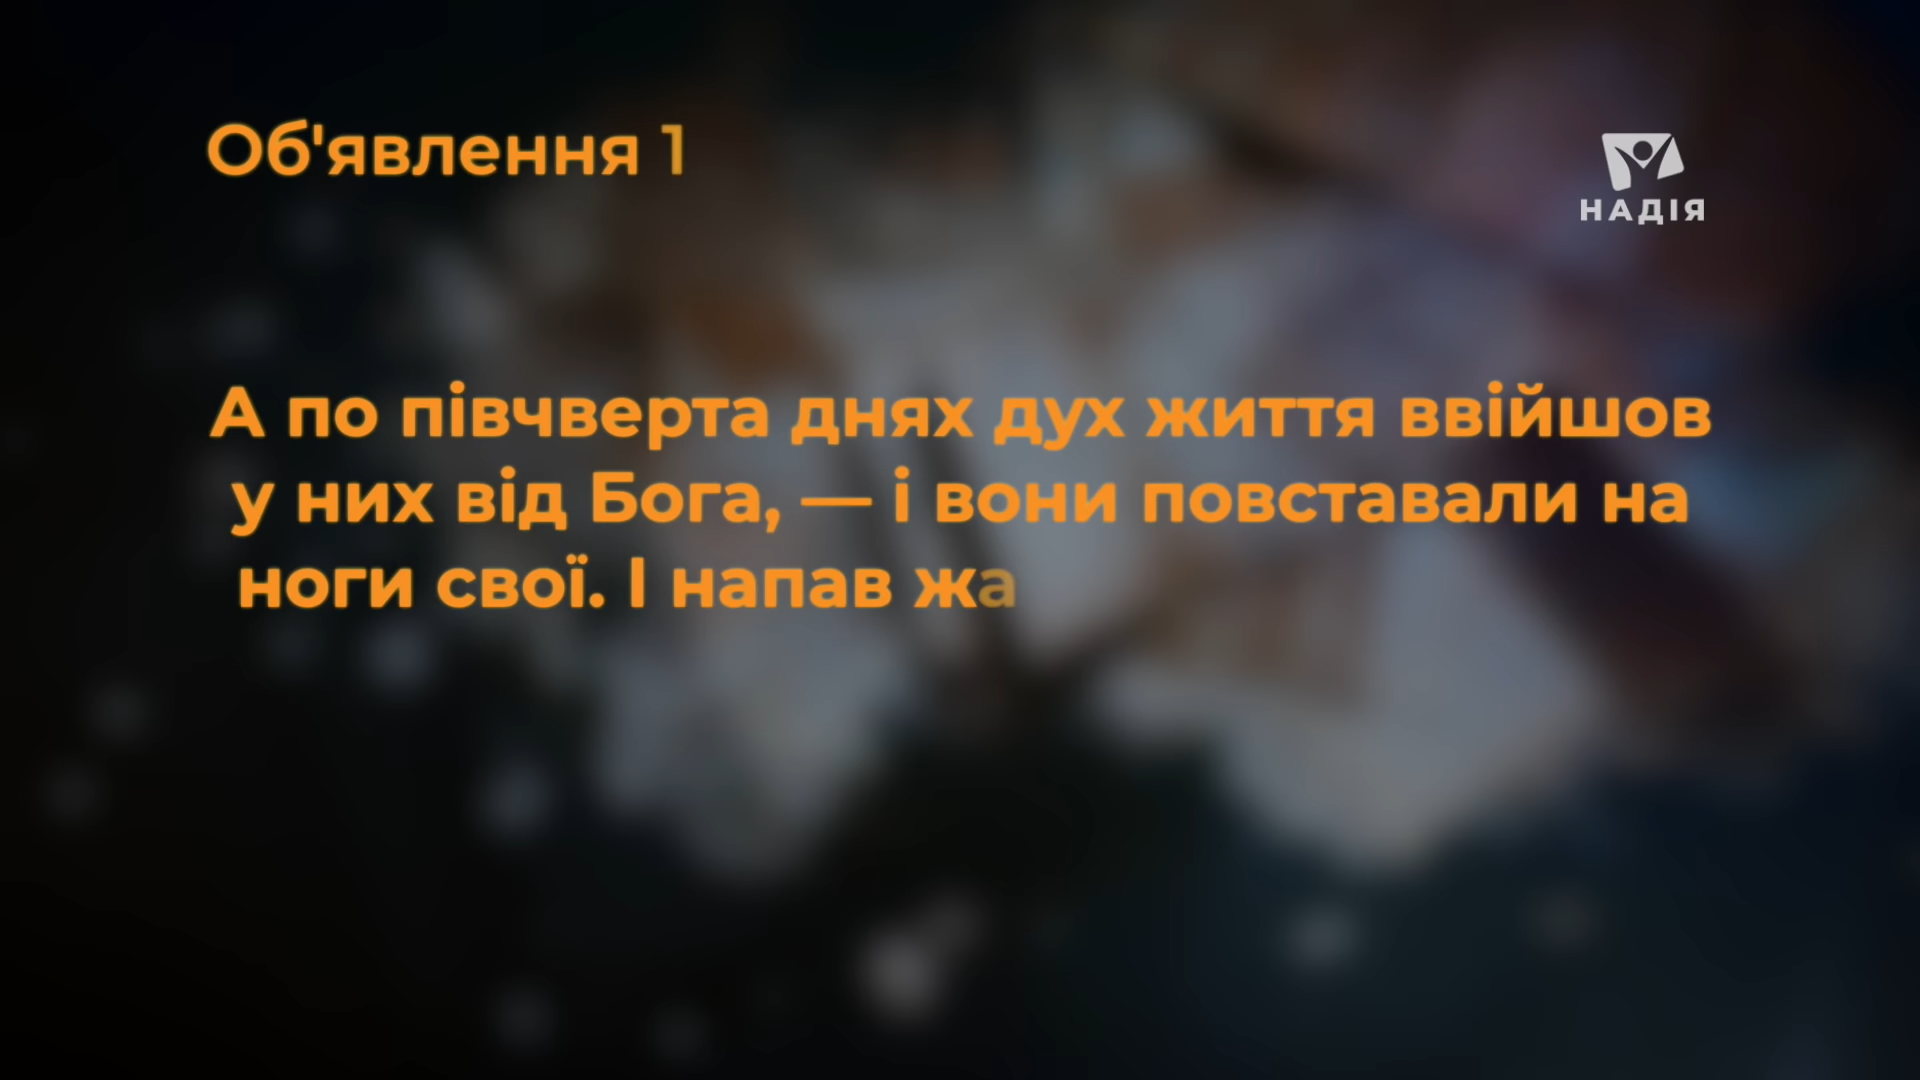 Об'явлення 1
НАДІЯ
А по півчверта днях дух життя ввійшов
у них від Бога, — і вони повставали на
ноги свої. І напав жа